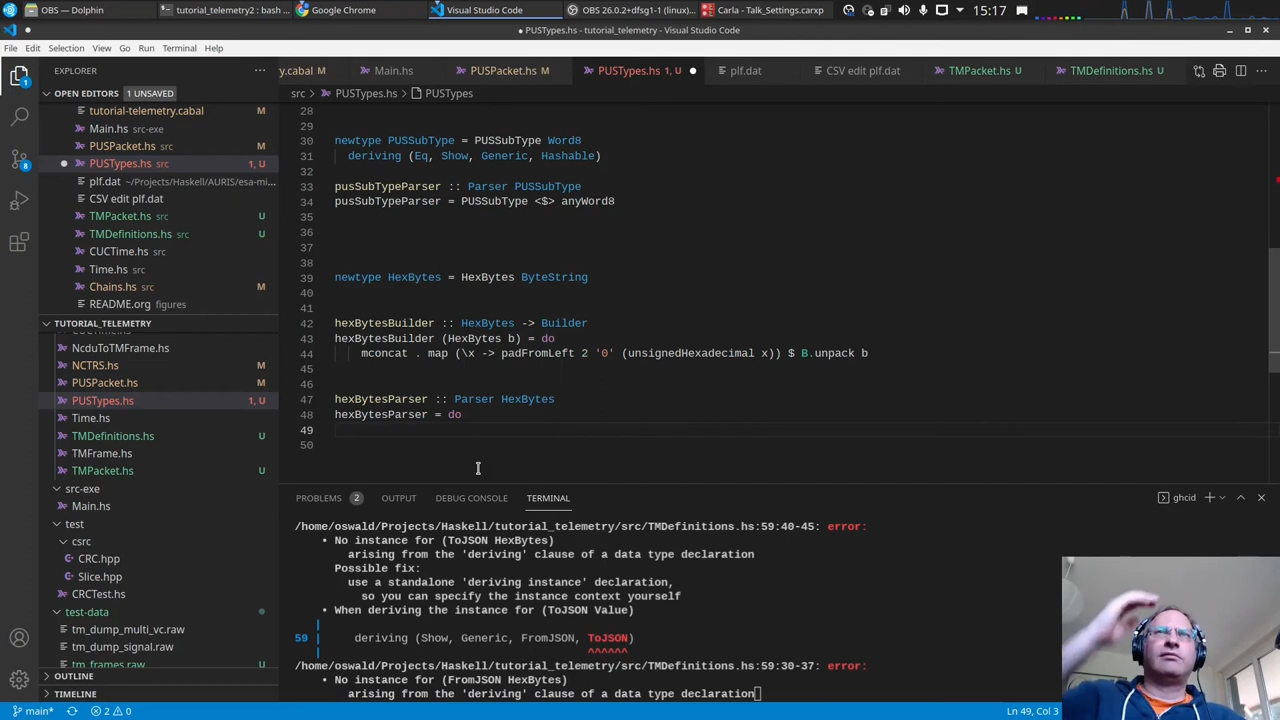 OBS — Dolphin
tutorial_telemetry2 : bash ...
Google Chrome
Visual Studio Code
OBS 26.0.2+dfsg1-1 (linux)...
Carla - Talk_Settings.carxp
15:17
● PUSTypes.hs - tutorial_telemetry - Visual Studio Code
File Edit Selection View Go Run Terminal Help
EXPLORER ...
ry.cabal M
Main.hs
PUSPacket.hs M
PUSTypes.hs 1, U ●
plf.dat
CSV edit plf.dat
TMPacket.hs U
TMDefinitions.hs U
OPEN EDITORS 1 UNSAVED
tutorial-telemetry.cabal M
Main.hs src-exe
PUSPacket.hs src M
PUSTypes.hs src 1, U
plf.dat ~/Projects/Haskell/AURIS/esa-mi...
CSV edit plf.dat
TMPacket.hs src U
TMDefinitions.hs src U
CUCTime.hs src
Time.hs src
Chains.hs src M
README.org figures
TUTORIAL_TELEMETRY
NcduToTMFrame.hs
NCTRS.hs M
PUSPacket.hs M
PUSTypes.hs 1, U
Time.hs
TMDefinitions.hs U
TMFrame.hs
TMPacket.hs U
src-exe
Main.hs
test
csrc
CRC.hpp
Slice.hpp
CRCTest.hs
test-data
tm_dump_multi_vc.raw
tm_dump_signal.raw
tm_frames.raw
OUTLINE
TIMELINE
src > PUSTypes.hs > PUSTypes
28
29
30 newtype PUSSubType = PUSSubType Word8
31 deriving (Eq, Show, Generic, Hashable)
32
33 pusSubTypeParser :: Parser PUSSubType
34 pusSubTypeParser = PUSSubType <$> anyWord8
35
36
37
38
39 newtype HexBytes = HexBytes ByteString
40
41
42 hexBytesBuilder :: HexBytes -> Builder
43 hexBytesBuilder (HexBytes b) = do
44 mconcat . map (\x -> padFromLeft 2 '0' (unsignedHexadecimal x)) $ B.unpack b
45
46
47 hexBytesParser :: Parser HexBytes
48 hexBytesParser = do
49
50
PROBLEMS 2 OUTPUT DEBUG CONSOLE TERMINAL
ghcid
/home/oswald/Projects/Haskell/tutorial_telemetry/src/TMDefinitions.hs:59:40-45: error:
• No instance for (ToJSON HexBytes)
arising from the 'deriving' clause of a data type declaration
Possible fix:
use a standalone 'deriving instance' declaration,
so you can specify the instance context yourself
• When deriving the instance for (ToJSON Value)
|
59 | deriving (Show, Generic, FromJSON, ToJSON)
| ^^^^^^
/home/oswald/Projects/Haskell/tutorial_telemetry/src/TMDefinitions.hs:59:30-37: error:
• No instance for (FromJSON HexBytes)
arising from the 'deriving' clause of a data type declaration
main* 2 0
Ln 49, Col 3